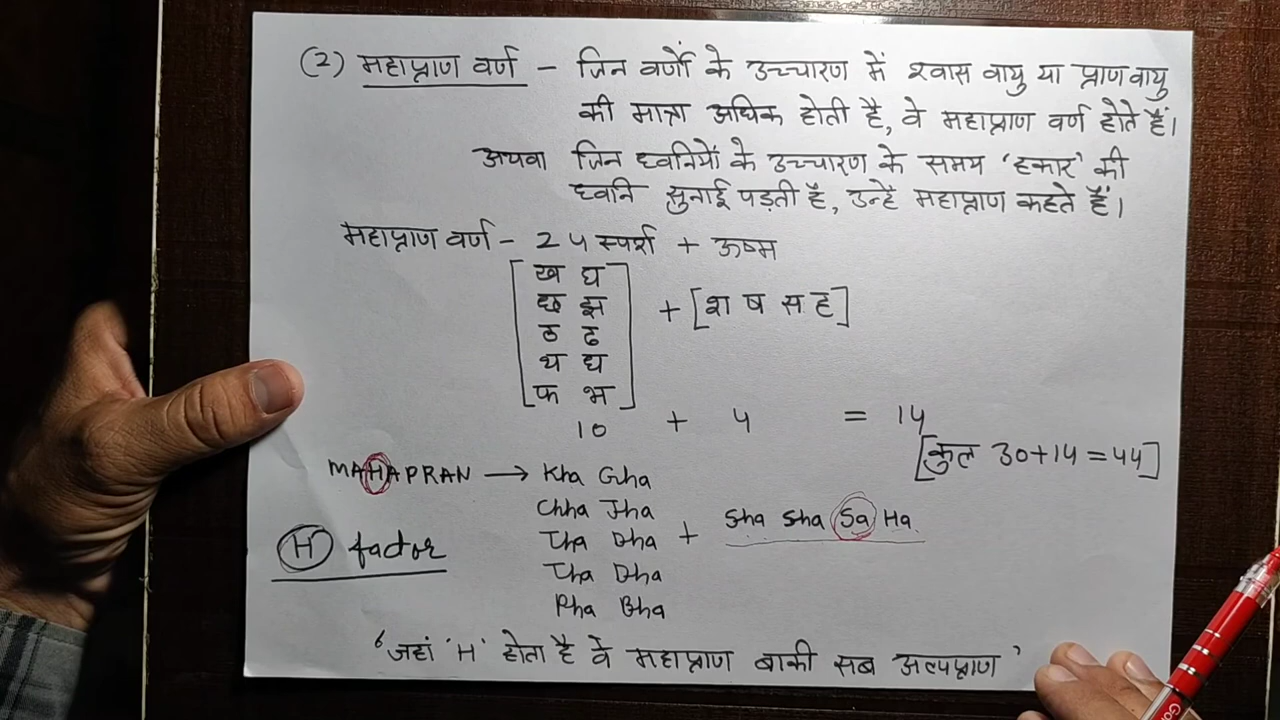 (2) महाप्राण वर्ण - जिन वर्णों के उच्चारण में श्वास वायु या प्राणवायु
की मात्रा अधिक होती है, वे महाप्राण वर्ण होते हैं।
अथवा जिन ध्वनियों के उच्चारण के समय 'हकार' की
ध्वनि सुनाई पड़ती है, उन्हें महाप्राण कहते हैं।
महाप्राण वर्ण - 25 स्पर्श + ऊष्म
[ख घ
छ झ
ठ ढ
थ ध
फ भ] + [श ष स ह]
10 + 4 = 14
[कुल 30+14=44]
MAHAPRAN → Kha Gha
Chha Jha
Tha Dha + Sha Sha Sa Ha
Tha Dha
Pha Bha
H factor
'जहां 'H' होता है वे महाप्राण बाकी सब अल्पप्राण'